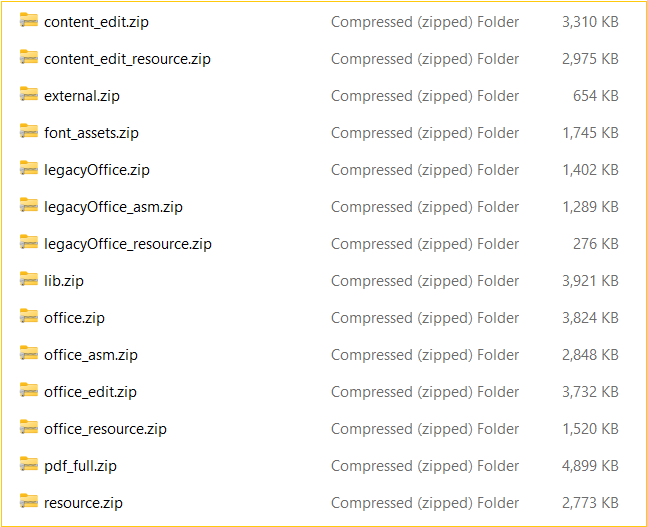 content_edit.zip Compressed (zipped) Folder 3,310 KB
content_edit_resource.zip Compressed (zipped) Folder 2,975 KB
external.zip Compressed (zipped) Folder 654 KB
font_assets.zip Compressed (zipped) Folder 1,745 KB
legacyOffice.zip Compressed (zipped) Folder 1,402 KB
legacyOffice_asm.zip Compressed (zipped) Folder 1,289 KB
legacyOffice_resource.zip Compressed (zipped) Folder 276 KB
lib.zip Compressed (zipped) Folder 3,921 KB
office.zip Compressed (zipped) Folder 3,824 KB
office_asm.zip Compressed (zipped) Folder 2,848 KB
office_edit.zip Compressed (zipped) Folder 3,732 KB
office_resource.zip Compressed (zipped) Folder 1,520 KB
pdf_full.zip Compressed (zipped) Folder 4,899 KB
resource.zip Compressed (zipped) Folder 2,773 KB